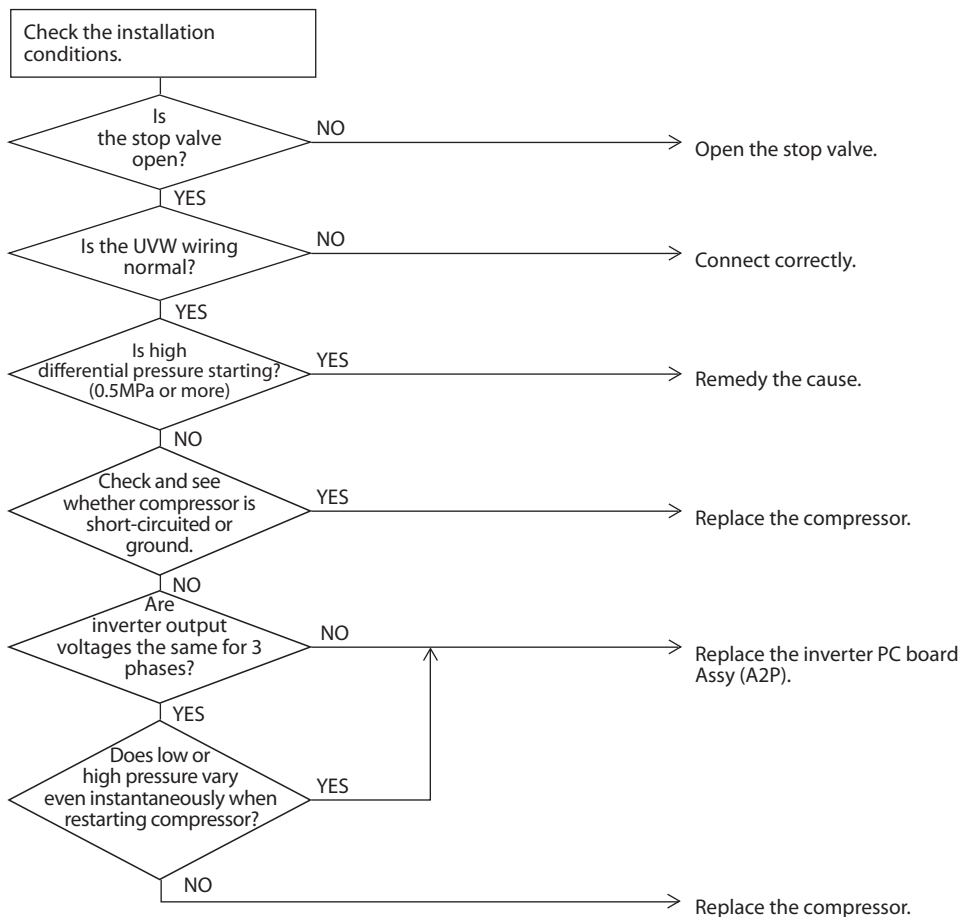 Check the installation
conditions.
Is
the stop valve
open?
NO
Open the stop valve.
YES
Is the UVW wiring
normal?
NO
Connect correctly.
YES
Is high
differential pressure starting?
(0.5MPa or more)
YES
Remedy the cause.
NO
Check and see
whether compressor is
short-circuited or
ground.
YES
Replace the compressor.
NO
Are
inverter output
voltages the same for 3
phases?
NO
Replace the inverter PC board
Assy (A2P).
YES
Does low or
high pressure vary
even instantaneously when
restarting compressor?
YES
NO
Replace the compressor.